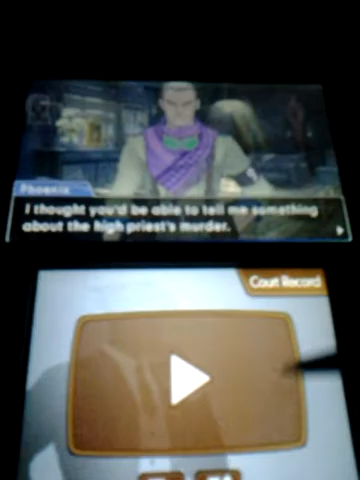 Phoenix
I thought you'd be able to tell me something
about the high priest's murder.
Court Record